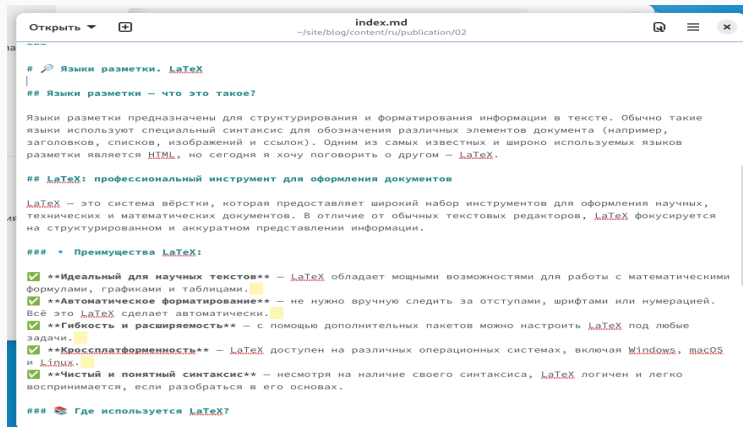 Открыть
index.md
~/site/blog/content/ru/publication/02
---
# 🔎 Языки разметки. LaTeX
## Языки разметки — что это такое?
Языки разметки предназначены для структурирования и форматирования информации в тексте. Обычно такие
языки используют специальный синтаксис для обозначения различных элементов документа (например,
заголовков, списков, изображений и ссылок). Одним из самых известных и широко используемых языков
разметки является HTML, но сегодня я хочу поговорить о другом — LaTeX.
## LaTeX: профессиональный инструмент для оформления документов
LaTeX — это система вёрстки, которая предоставляет широкий набор инструментов для оформления научных,
технических и математических документов. В отличие от обычных текстовых редакторов, LaTeX фокусируется
на структурированном и аккуратном представлении информации.
### 🔹 Преимущества LaTeX:
✅ **Идеальный для научных текстов** — LaTeX обладает мощными возможностями для работы с математическими
формулами, графиками и таблицами.
✅ **Автоматическое форматирование** — не нужно вручную следить за отступами, шрифтами или нумерацией.
Всё это LaTeX сделает автоматически.
✅ **Гибкость и расширяемость** — с помощью дополнительных пакетов можно настроить LaTeX под любые
задачи.
✅ **Кроссплатформенность** — LaTeX доступен на различных операционных системах, включая Windows, macOS
и Linux.
✅ **Чистый и понятный синтаксис** — несмотря на наличие своего синтаксиса, LaTeX логичен и легко
воспринимается, если разобраться в его основах.
### 📚 Где используется LaTeX?